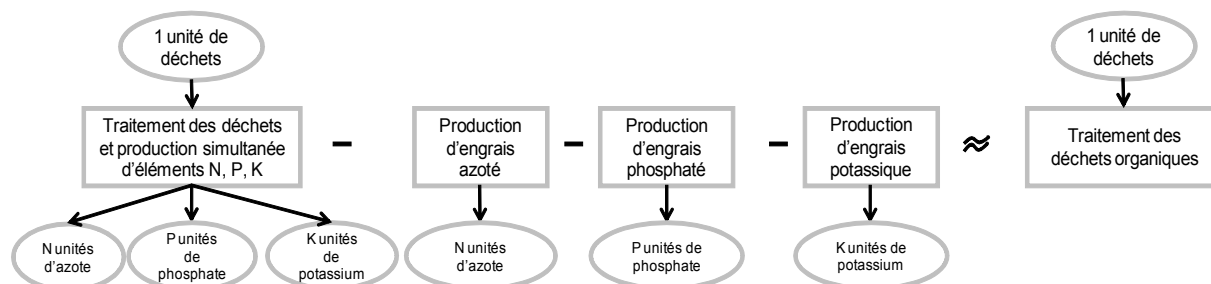 1 unité de
déchets
1 unité de
déchets
Traitement des déchets
et production simultanée
d'éléments N, P, K
–
Production
d'engrais
azoté
–
Production
d'engrais
phosphaté
–
Production
d'engrais
potassique
≈
Traitement des
déchets organiques
N unités
d'azote
P unités
de
phosphate
K unités
de
potassium
N unités
d'azote
P unités de
phosphate
K unités de
potassium